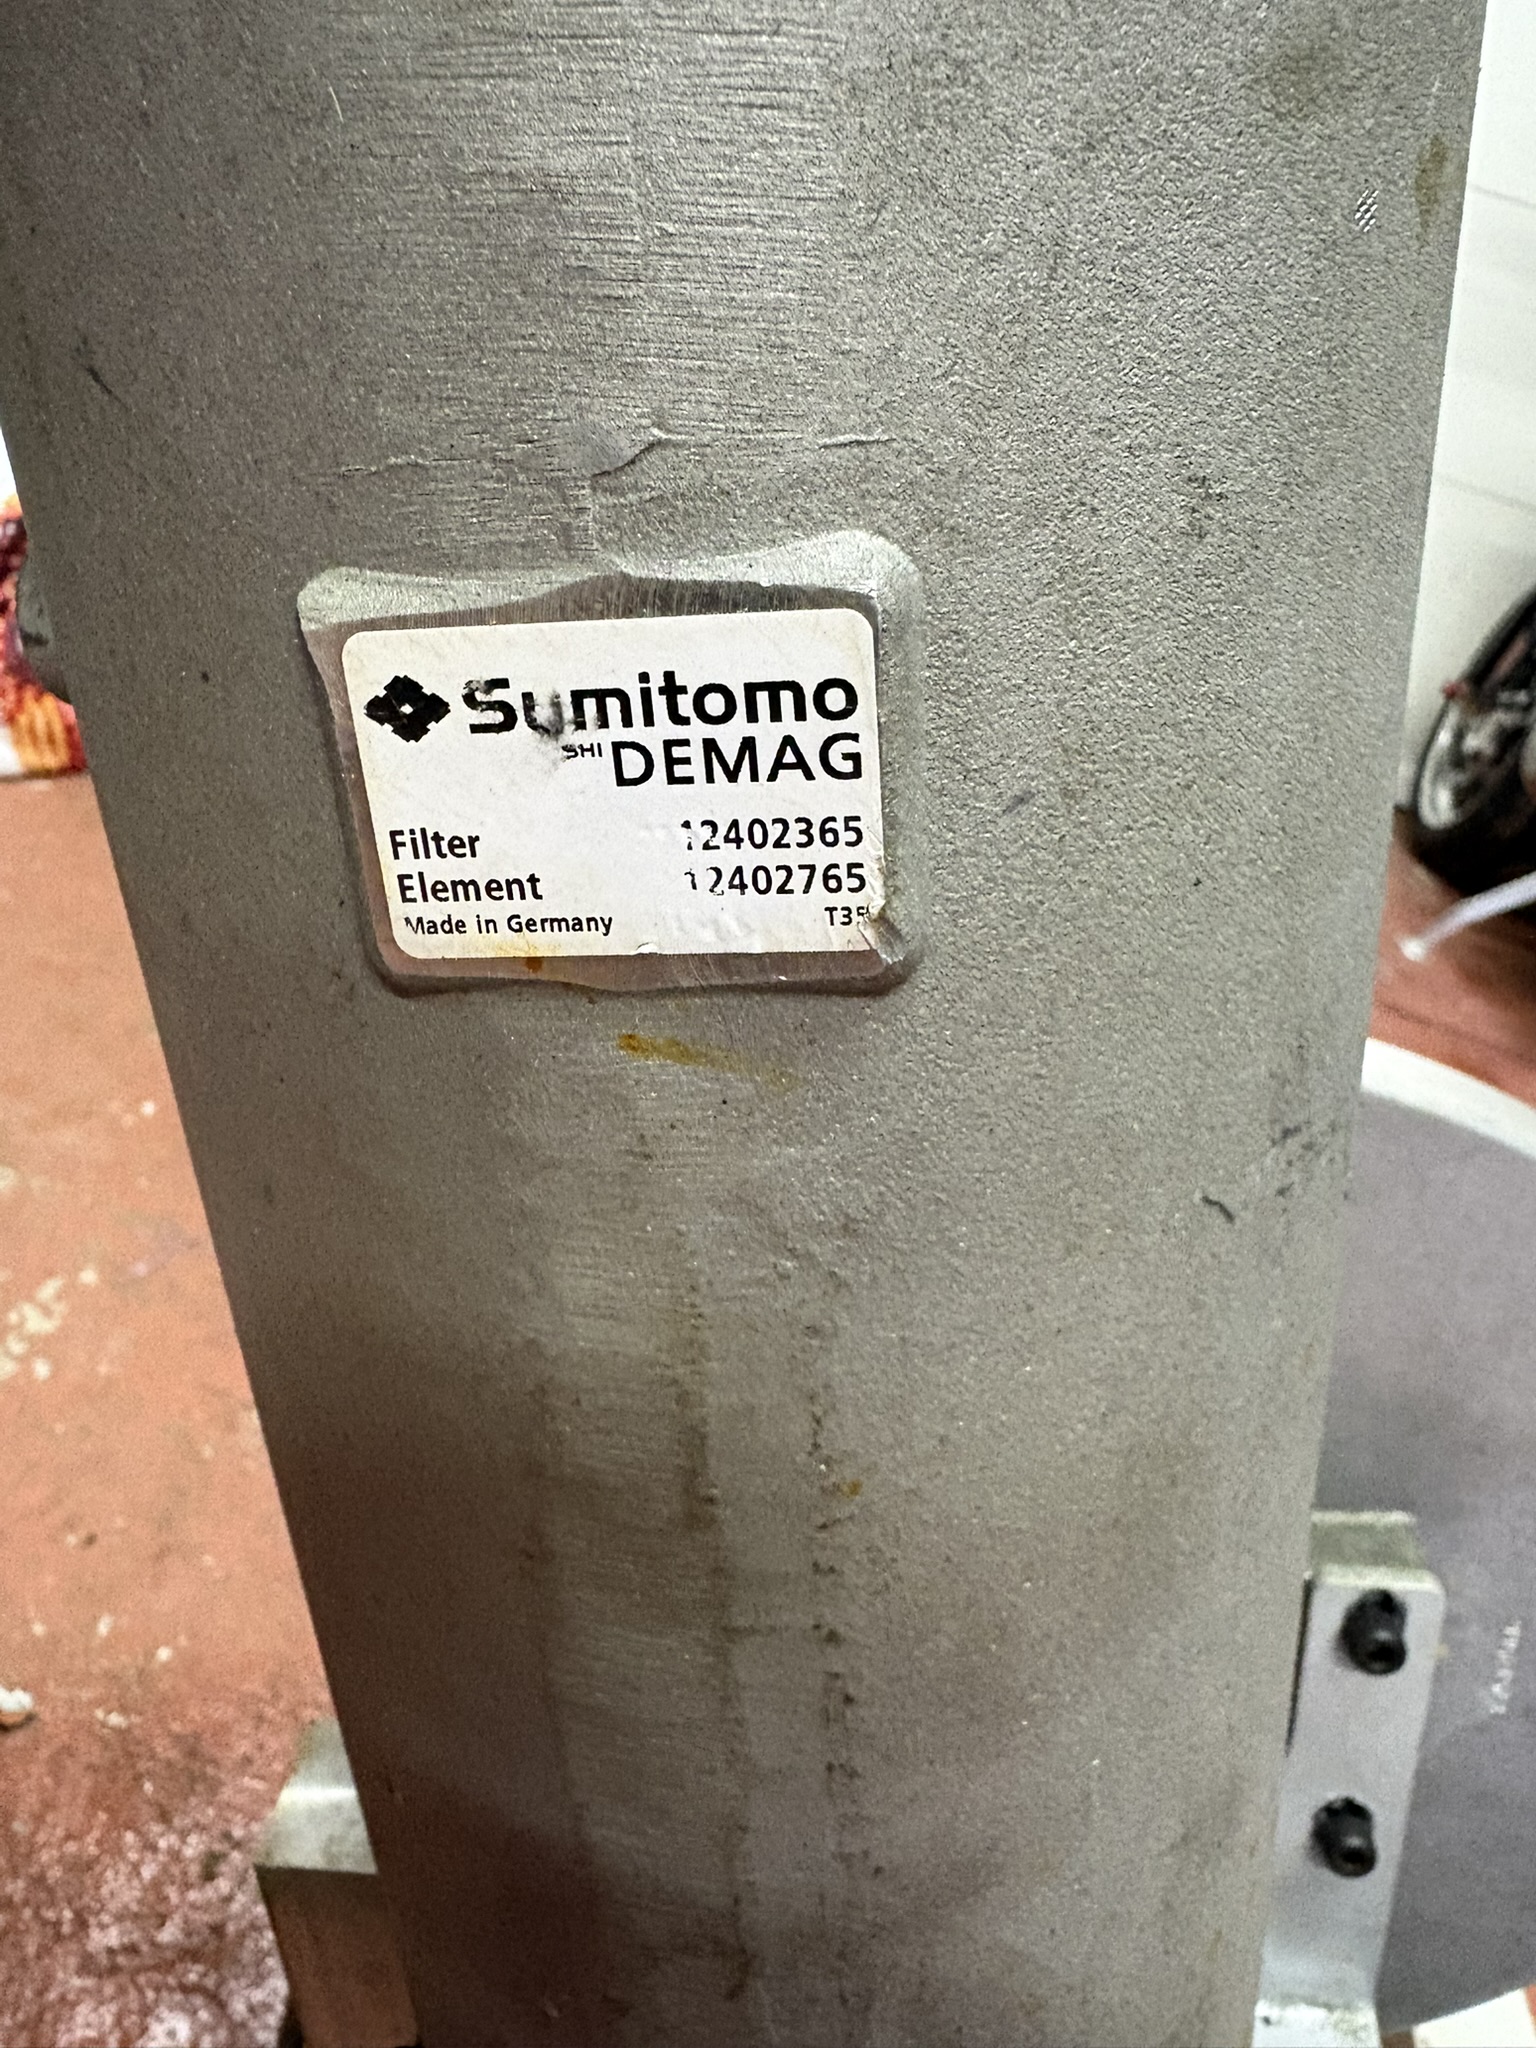 Sumitomo
SHI DEMAG
Filter 12402365
Element 12402765
Made in Germany